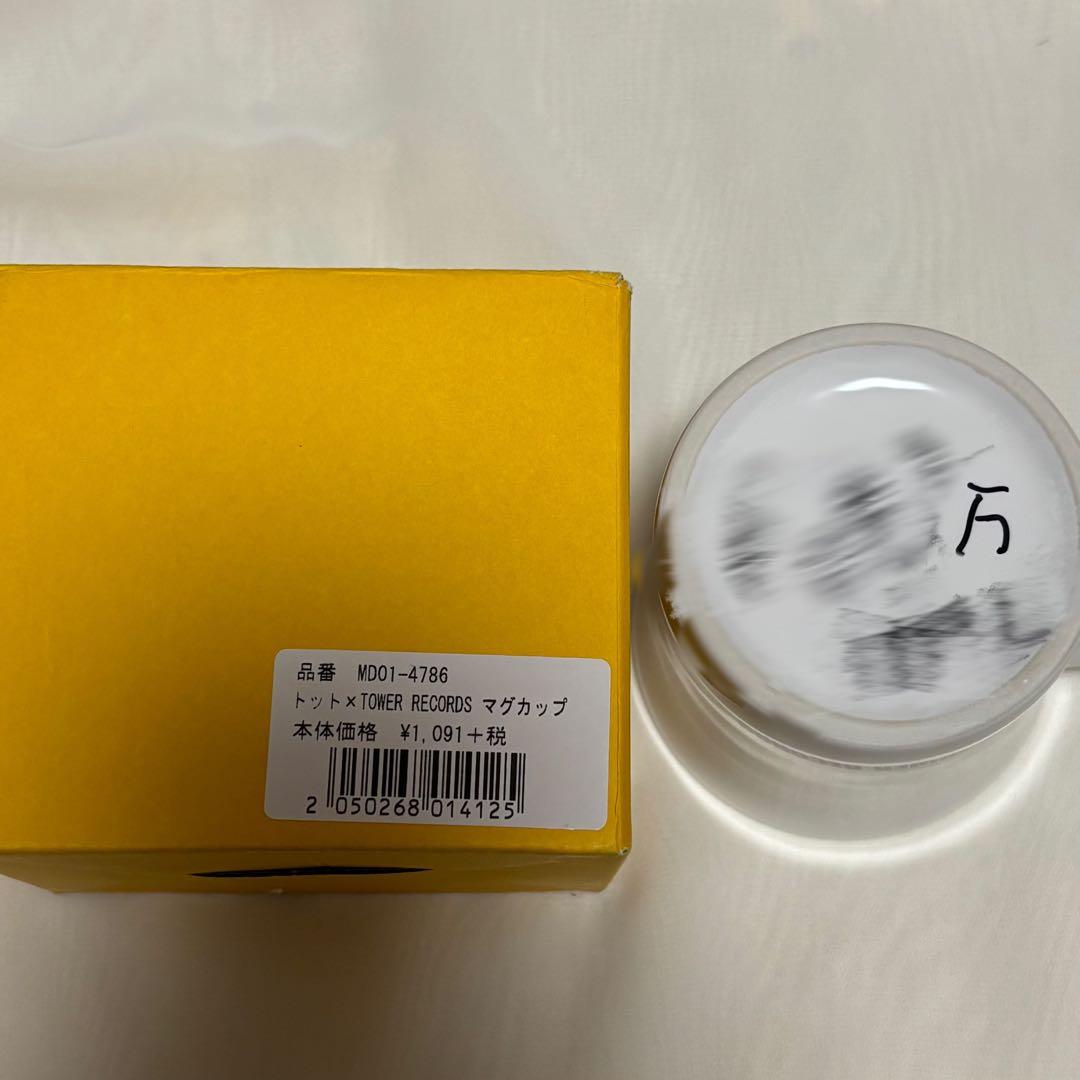 品番 MD01-4786
トット×TOWER RECORDS マグカップ
本体価格 ¥1,091+税
2 050268 014125
万